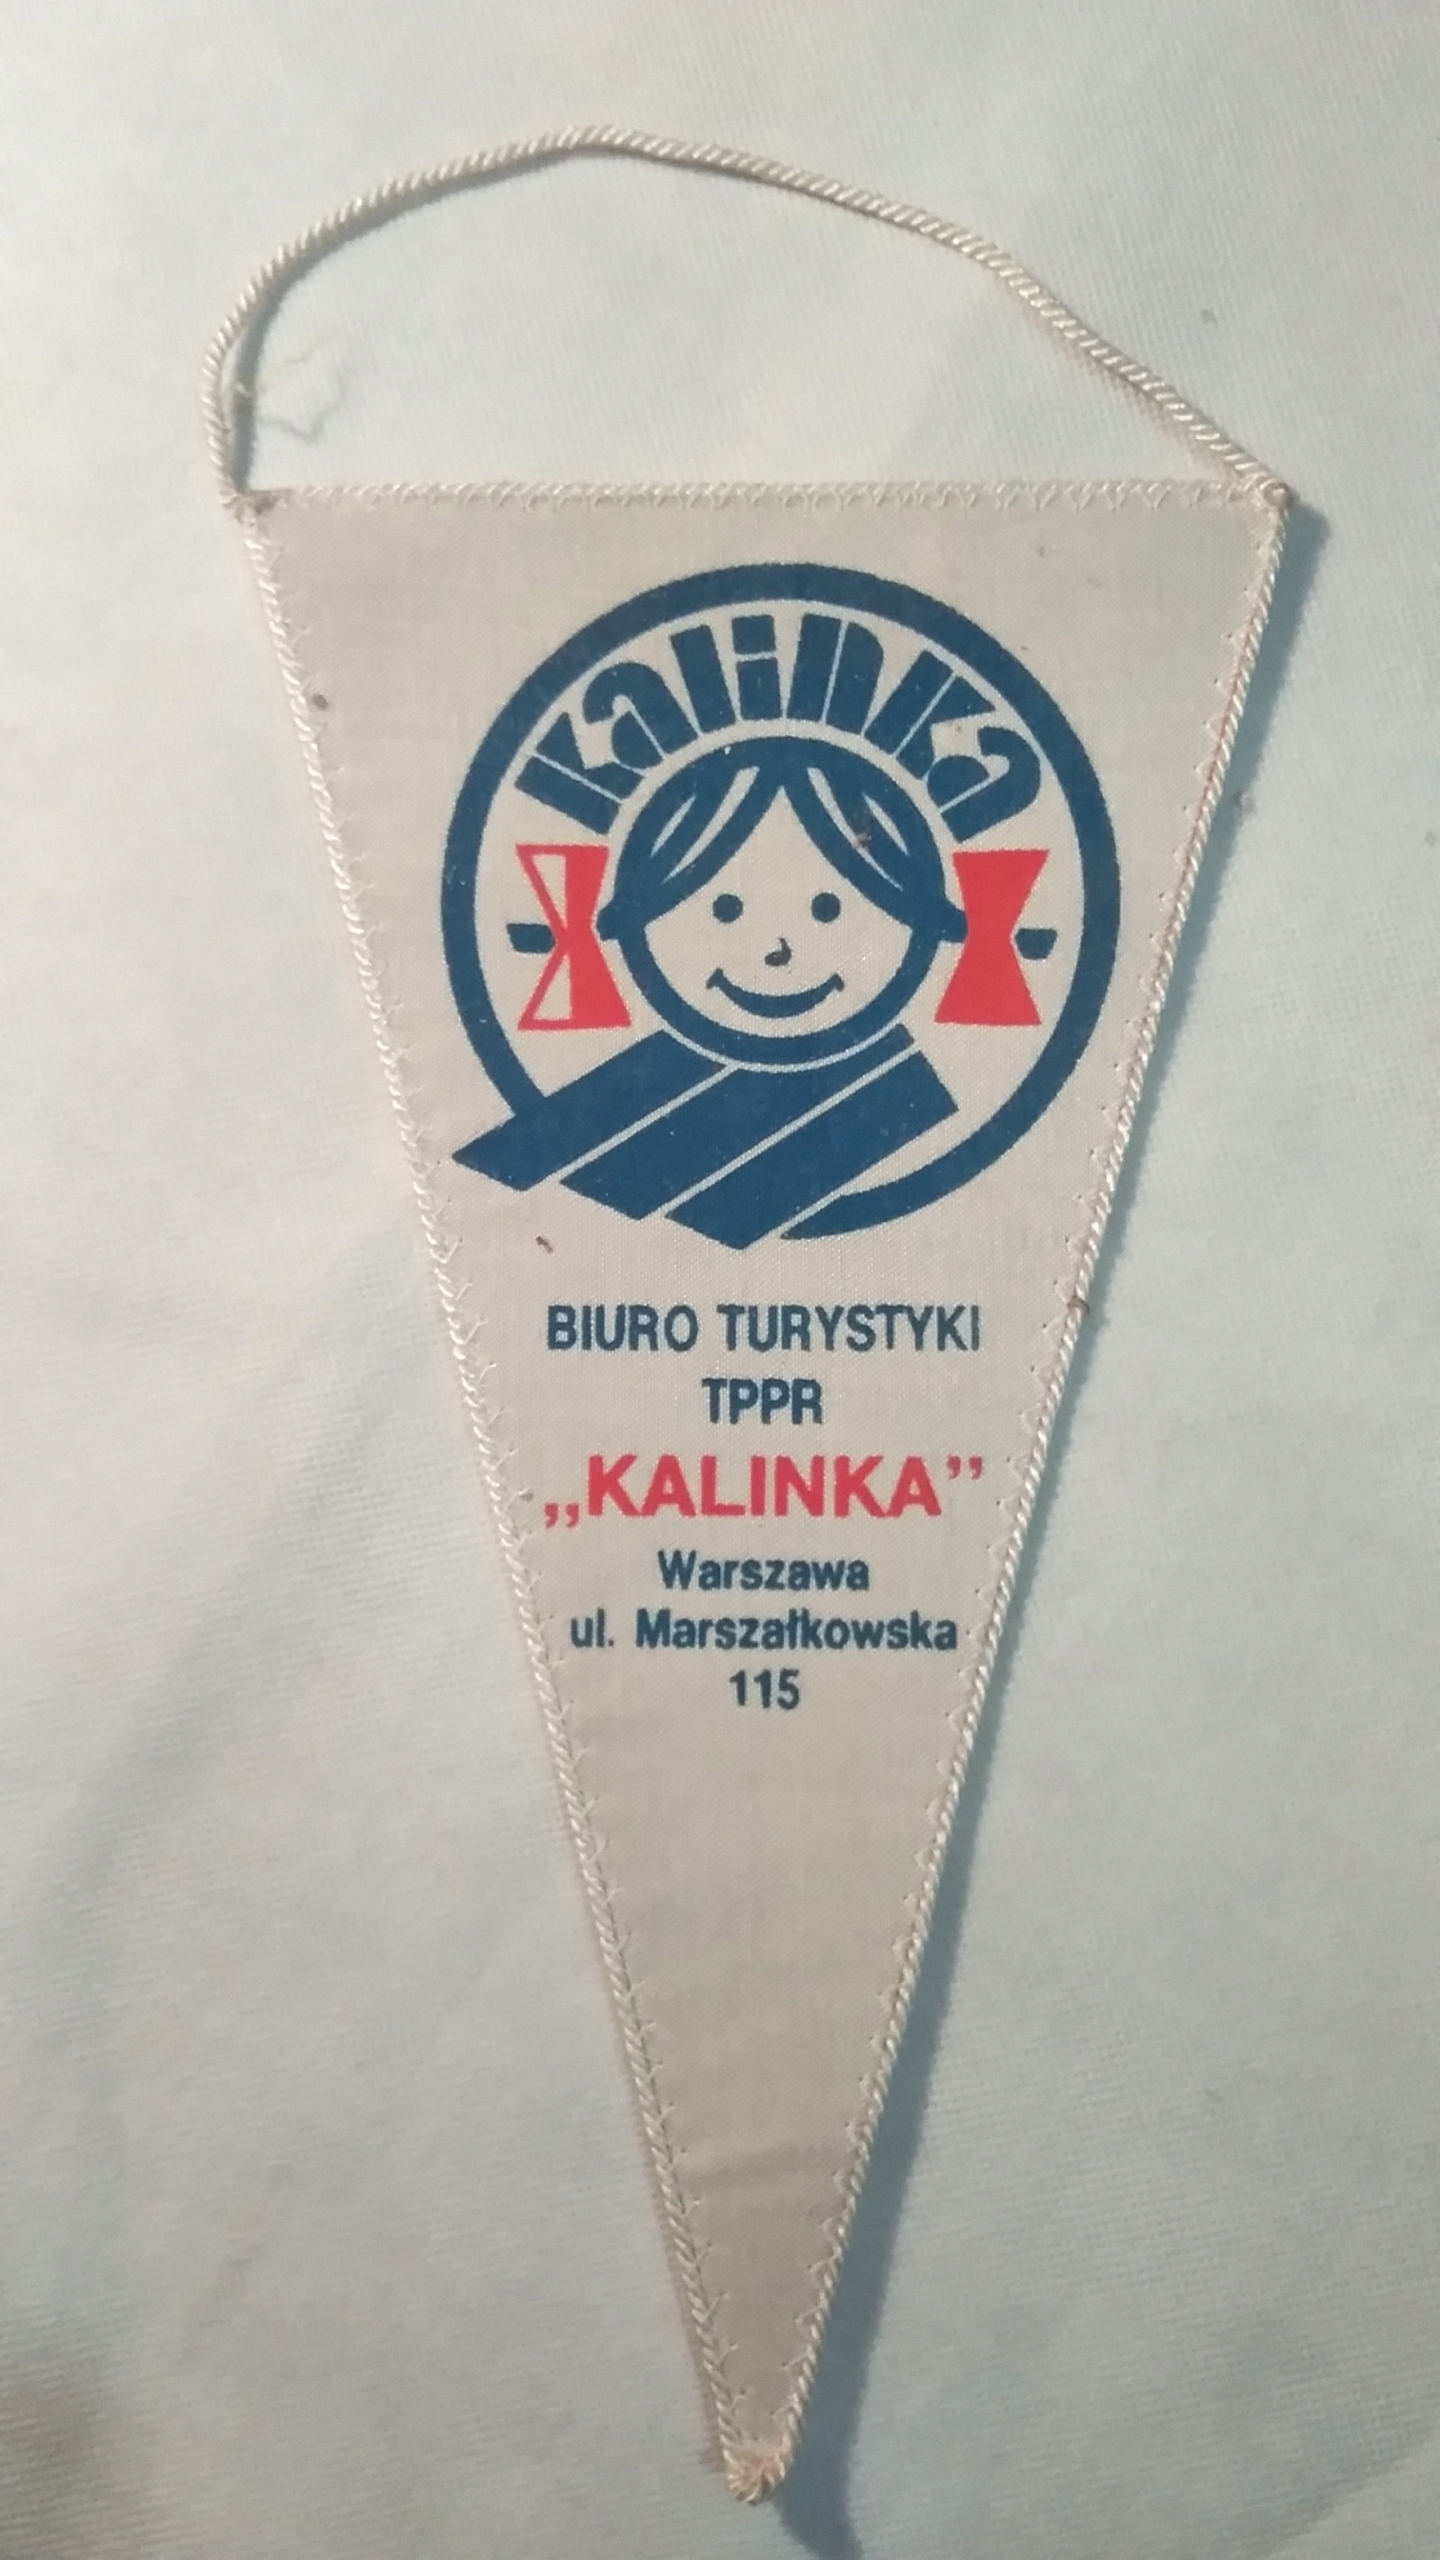 kalinka
BIURO TURYSTYKI
TPPR
„KALINKA”
Warszawa
ul. Marszałkowska
115